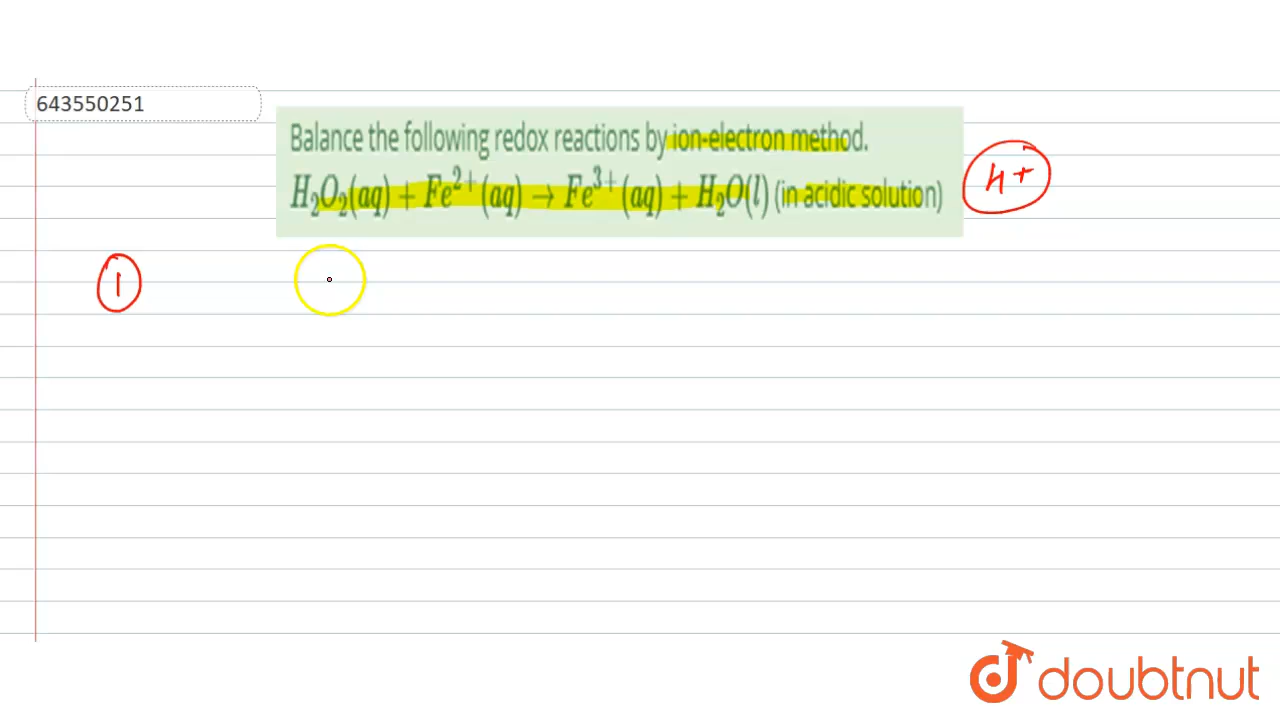 643550251
Balance the following redox reactions by ion-electron method.
H₂O₂(aq) + Fe²⁺(aq) → Fe³⁺(aq) + H₂O(l) (in acidic solution)
H+
1
doubtnut